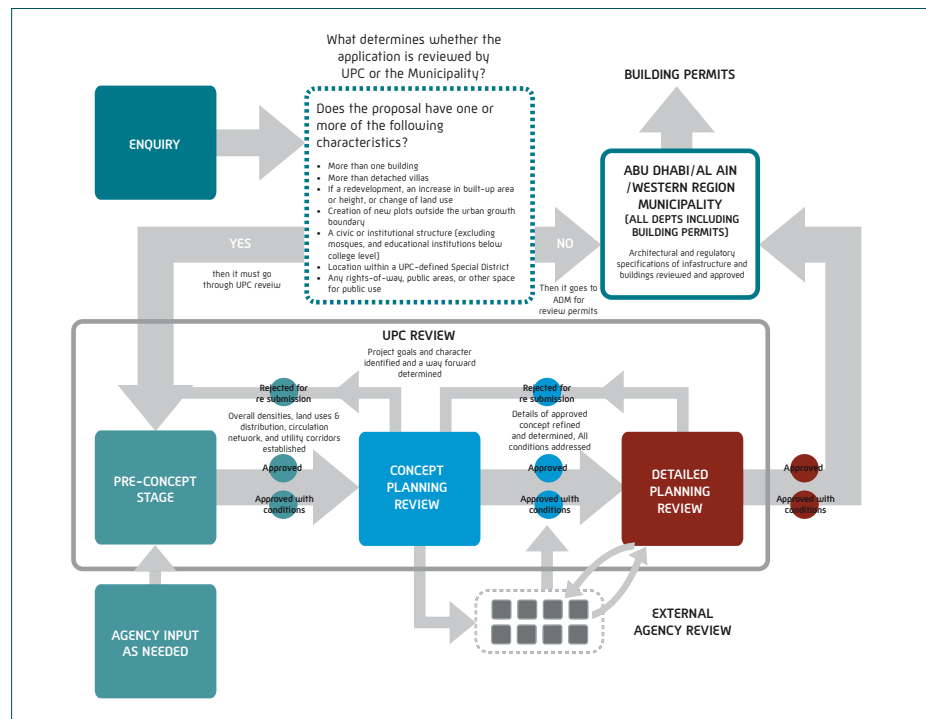 What determines whether the
application is reviewed by
UPC or the Municipality?
BUILDING PERMITS
ENQUIRY
Does the proposal have one or
more of the following
characteristics?
• More than one building
• More than detached villas
• If a redevelopment, an increase in built-up area
or height, or change of land use
• Creation of new plots outside the urban growth
boundary
• A civic or institutional structure (excluding
mosques, and educational institutions below
college level)
• Location within a UPC-defined Special District
• Any rights-of-way, public areas, or other space
for public use
ABU DHABI/AL AIN
/WESTERN REGION
MUNICIPALITY
(ALL DEPTS INCLUDING
BUILDING PERMITS)
Architectural and regulatory
specifications of infastructure and
buildings reviewed and approved
YES
then it must go
through UPC reveiw
NO
Then it goes to
ADM for
review permits
UPC REVIEW
Project goals and character
identified and a way forward
determined
Rejected for
re submission
Overall densities, land uses &
distribution, circulation
network, and utility corridors
established
Rejected for
re submission
Details of approved
concept refined
and determined, All
conditions addressed
PRE-CONCEPT
STAGE
Approved
Approved with
conditions
CONCEPT
PLANNING
REVIEW
Approved
Approved with
conditions
DETAILED
PLANNING
REVIEW
Approved
Approved with
conditions
AGENCY INPUT
AS NEEDED
EXTERNAL
AGENCY REVIEW